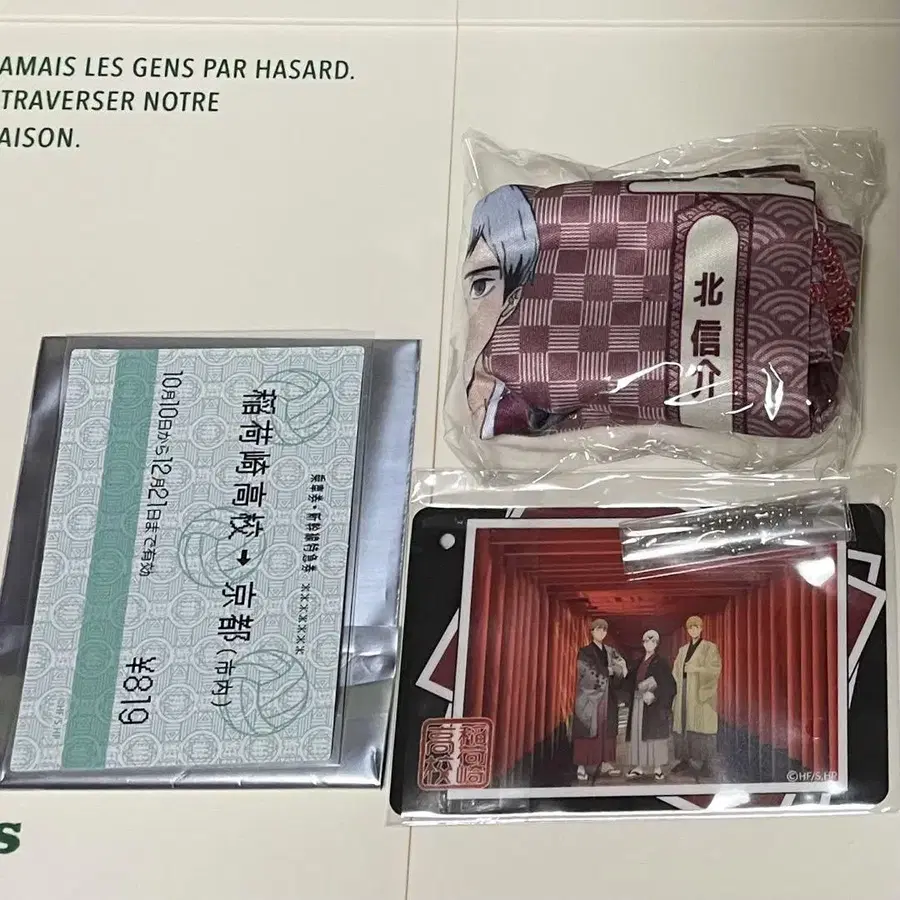 AMAIS LES GENS PAR HASARD.
TRAVERSER NOTRE
AISON.
北信介
乗車券・新幹線特急券 ******
稲荷崎高校➔京都(市内)
10月10日から12月21日まで有効
¥819
©HF/S,HP
稲荷崎
高校
©HF/S,HP
s